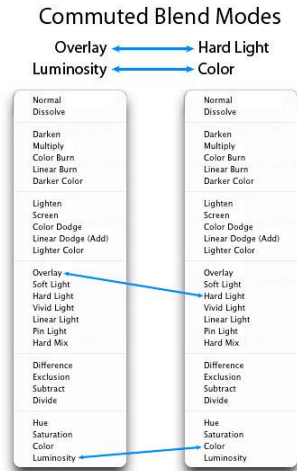 Commuted Blend Modes
Overlay Hard Light
Luminosity Color
Normal
Dissolve
Darken
Multiply
Color Burn
Linear Burn
Darker Color
Lighten
Screen
Color Dodge
Linear Dodge (Add)
Lighter Color
Overlay
Soft Light
Hard Light
Vivid Light
Linear Light
Pin Light
Hard Mix
Difference
Exclusion
Subtract
Divide
Hue
Saturation
Color
Luminosity
Normal
Dissolve
Darken
Multiply
Color Burn
Linear Burn
Darker Color
Lighten
Screen
Color Dodge
Linear Dodge (Add)
Lighter Color
Overlay
Soft Light
Hard Light
Vivid Light
Linear Light
Pin Light
Hard Mix
Difference
Exclusion
Subtract
Divide
Hue
Saturation
Color
Luminosity